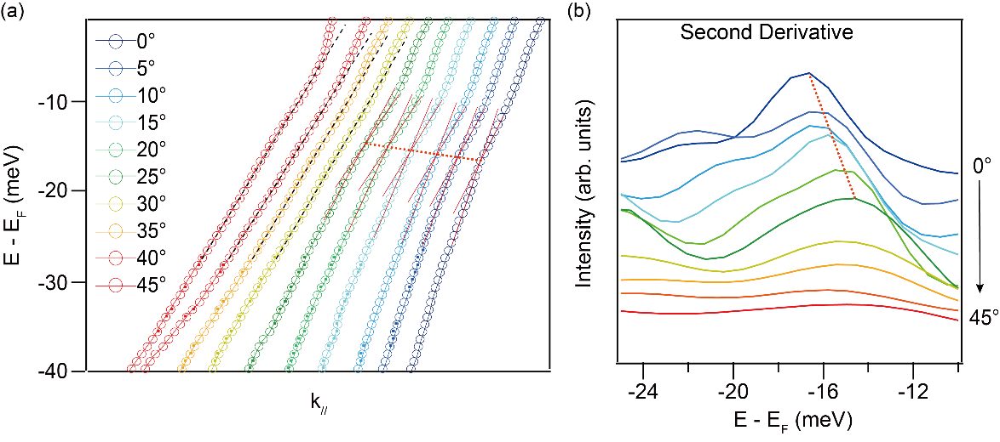 (a)
0°
5°
10°
15°
20°
25°
30°
35°
40°
45°
-10
-20
-30
-40
E - EF (meV)
k//
(b)
Second Derivative
0°
45°
Intensity (arb. units)
-24
-20
-16
-12
E - EF (meV)